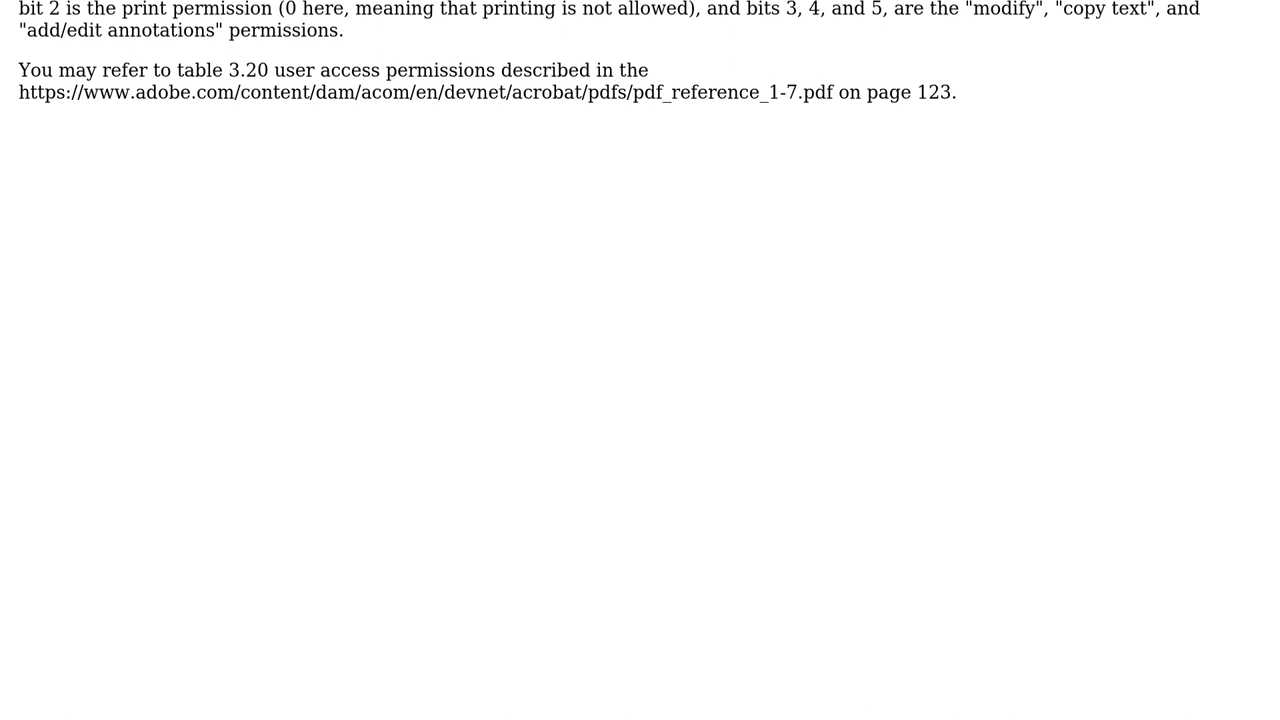 bit 2 is the print permission (0 here, meaning that printing is not allowed), and bits 3, 4, and 5, are the "modify", "copy text", and
"add/edit annotations" permissions.
You may refer to table 3.20 user access permissions described in the
https://www.adobe.com/content/dam/acom/en/devnet/acrobat/pdfs/pdf_reference_1-7.pdf on page 123.